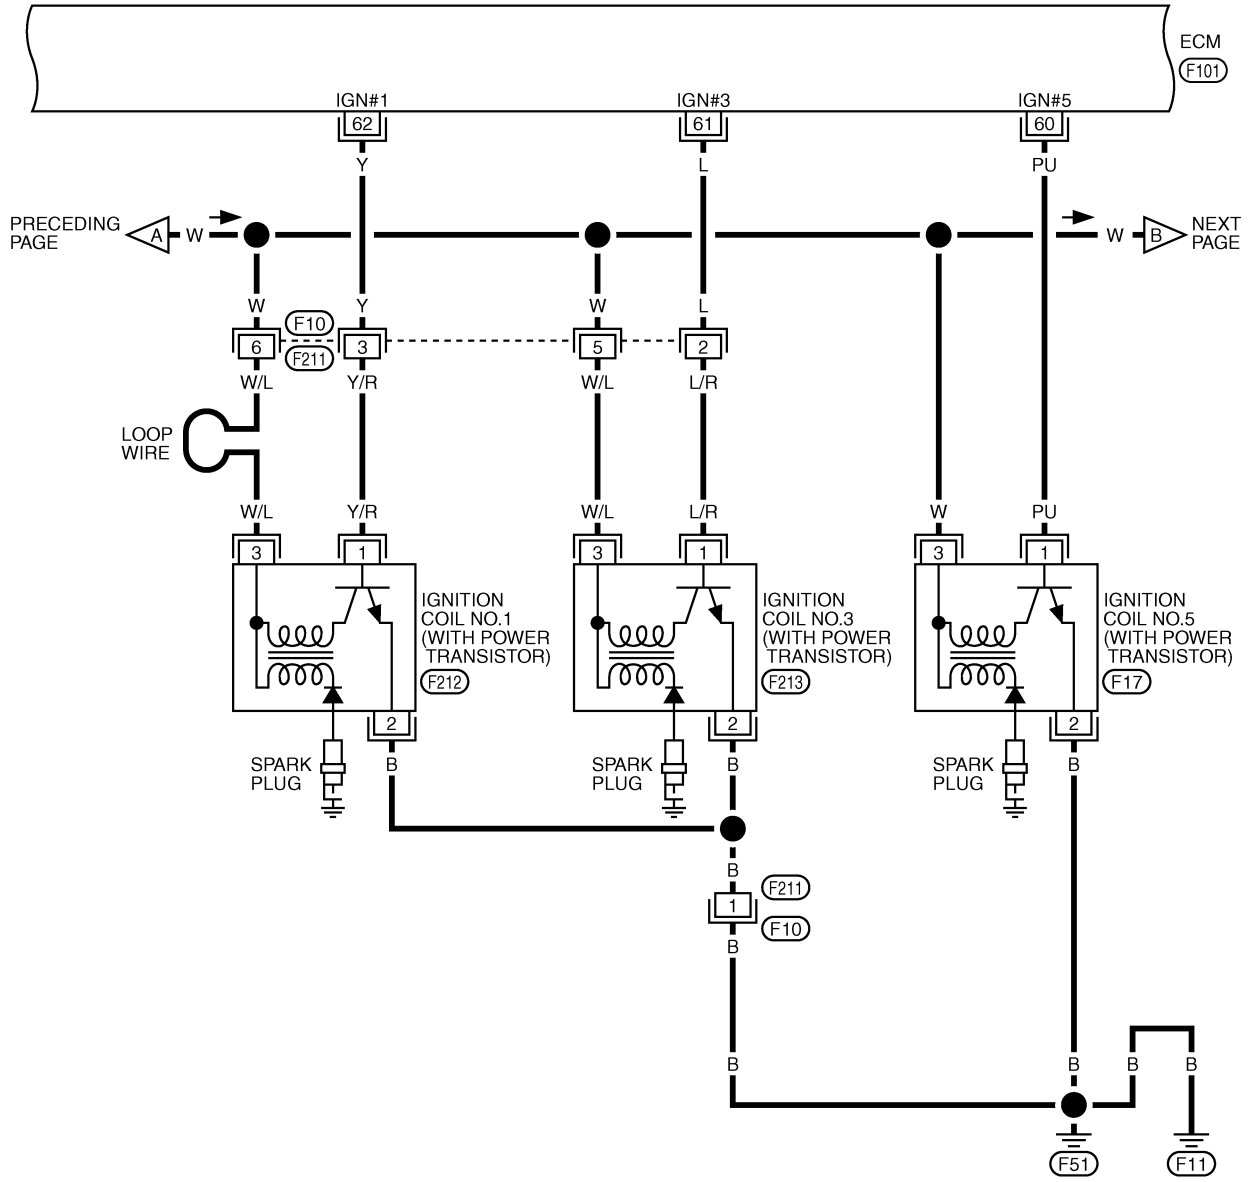 ECM
F101
IGN#1
IGN#3
IGN#5
62
61
60
Y
L
PU
PRECEDING
PAGE
A
W
W
B
NEXT
PAGE
W
Y
W
L
F10
6
3
5
2
F211
W/L
Y/R
W/L
L/R
LOOP
WIRE
W/L
Y/R
W/L
L/R
W
PU
3
1
3
1
3
1
IGNITION
COIL NO.1
(WITH POWER
TRANSISTOR)
F212
IGNITION
COIL NO.3
(WITH POWER
TRANSISTOR)
F213
IGNITION
COIL NO.5
(WITH POWER
TRANSISTOR)
F17
2
2
2
SPARK
PLUG
B
SPARK
PLUG
B
SPARK
PLUG
B
B
F211
1
F10
B
B
B
B
B
F51
F11